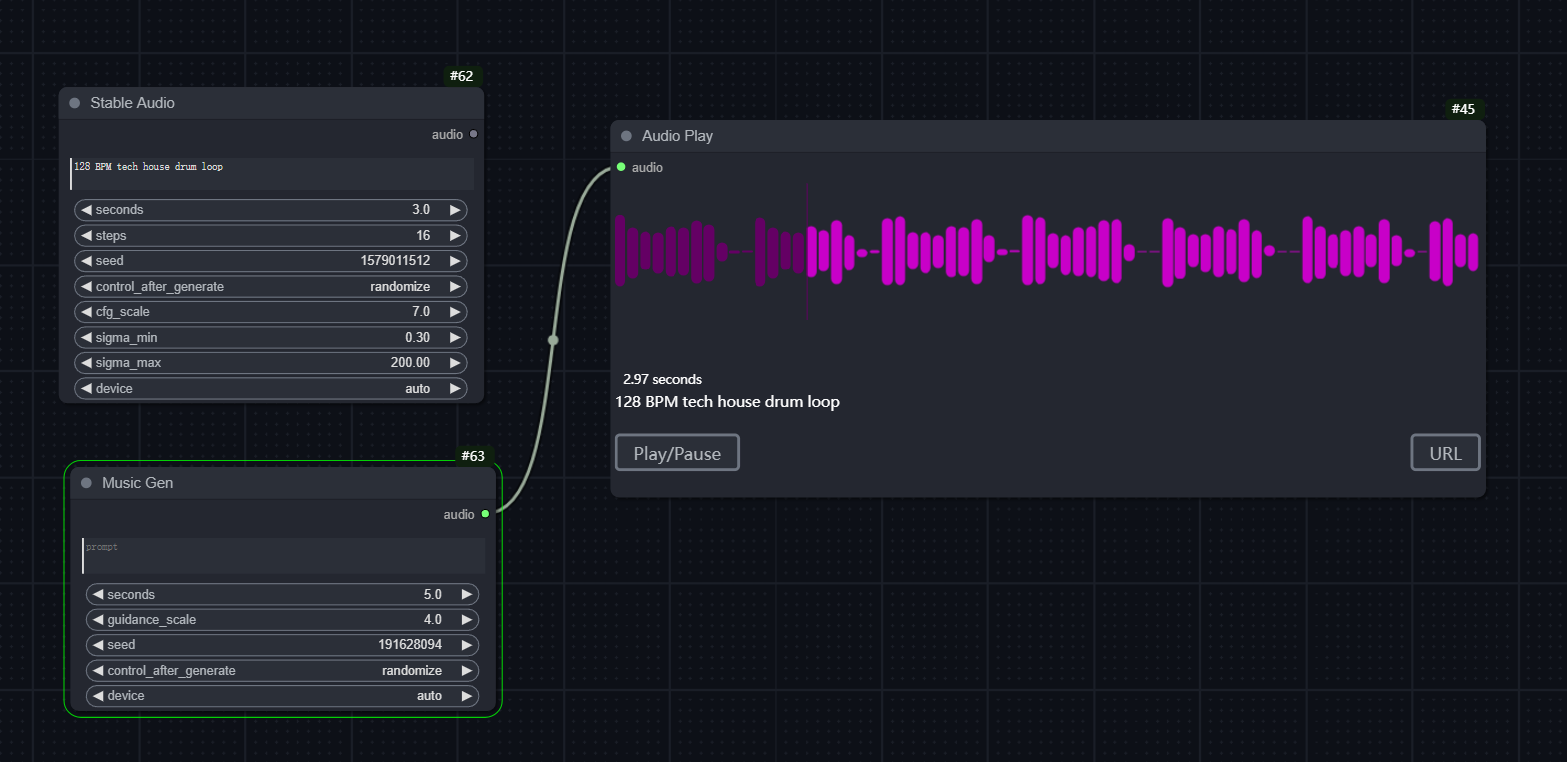 #62
Stable Audio
audio
128 BPM tech house drum loop
seconds 3.0
steps 16
seed 1579011512
control_after_generate randomize
cfg_scale 7.0
sigma_min 0.30
sigma_max 200.00
device auto
#63
Music Gen
audio
prompt
seconds 5.0
guidance_scale 4.0
seed 191628094
control_after_generate randomize
device auto
#45
Audio Play
audio
2.97 seconds
128 BPM tech house drum loop
Play/Pause URL